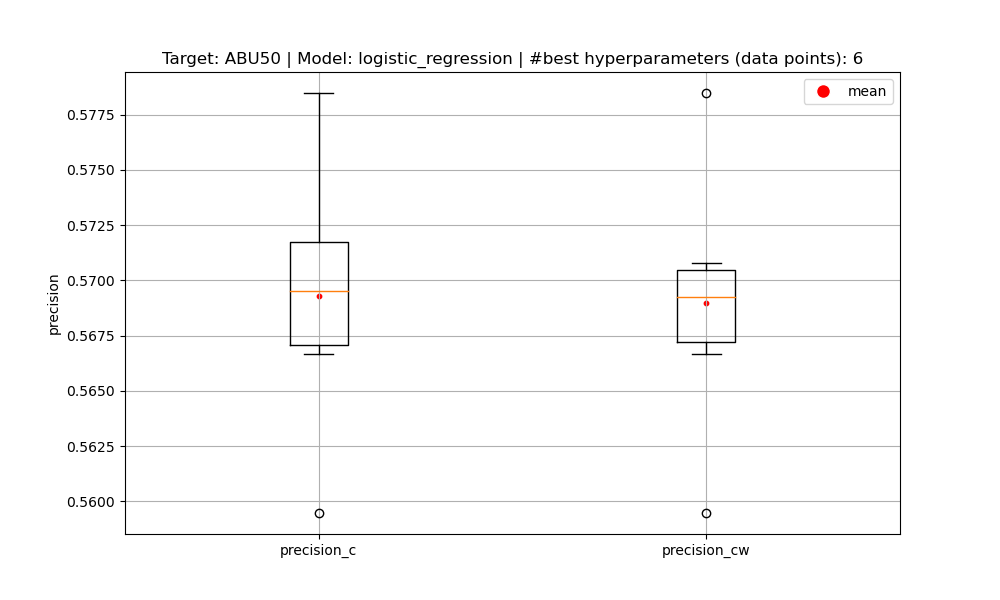 Target: ABU50 | Model: logistic_regression | #best hyperparameters (data points): 6
mean
0.5775
0.5750
0.5725
0.5700
0.5675
0.5650
0.5625
0.5600
precision
precision_c
precision_cw